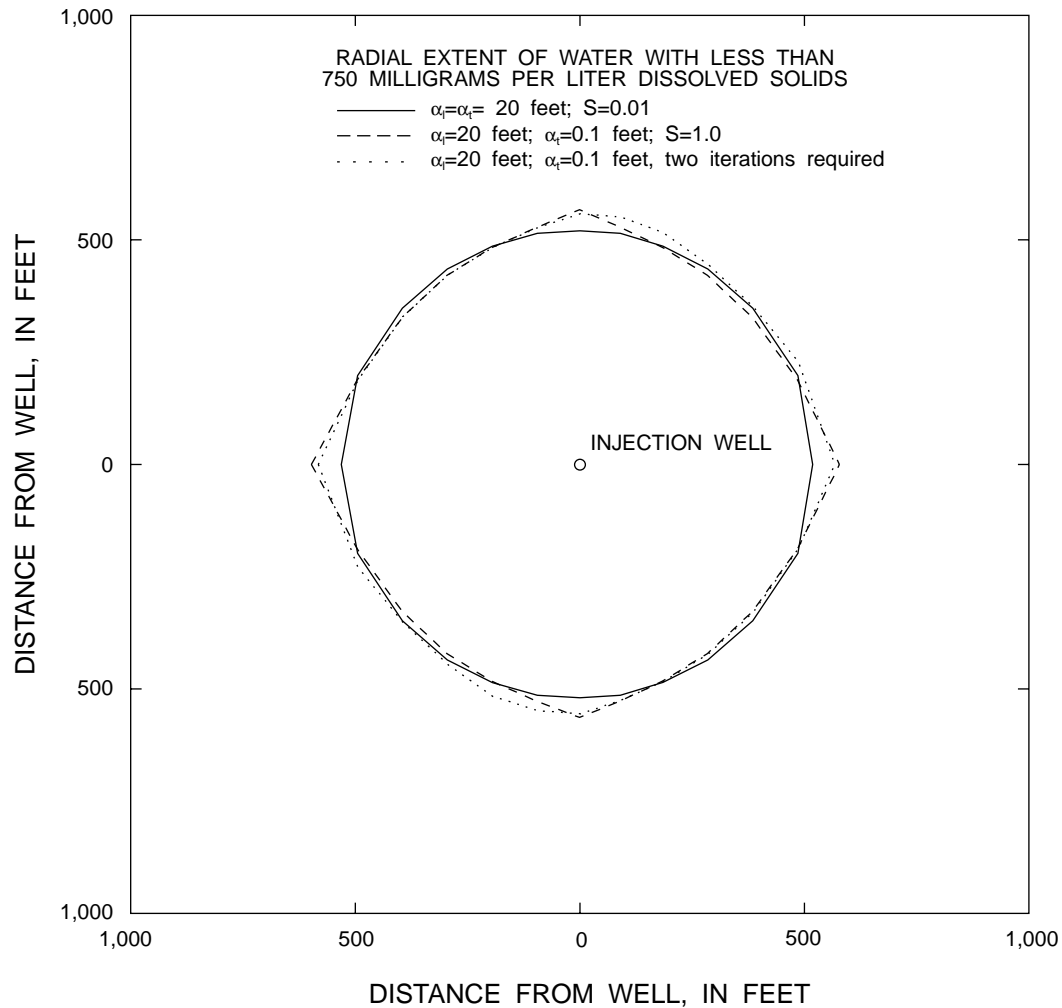 1,000
RADIAL EXTENT OF WATER WITH LESS THAN
750 MILLIGRAMS PER LITER DISSOLVED SOLIDS
αₗ=αₜ= 20 feet; S=0.01
αₗ=20 feet; αₜ=0.1 feet; S=1.0
αₗ=20 feet; αₜ=0.1 feet, two iterations required
500
INJECTION WELL
0
500
1,000
1,000 500 0 500 1,000
DISTANCE FROM WELL, IN FEET
DISTANCE FROM WELL, IN FEET